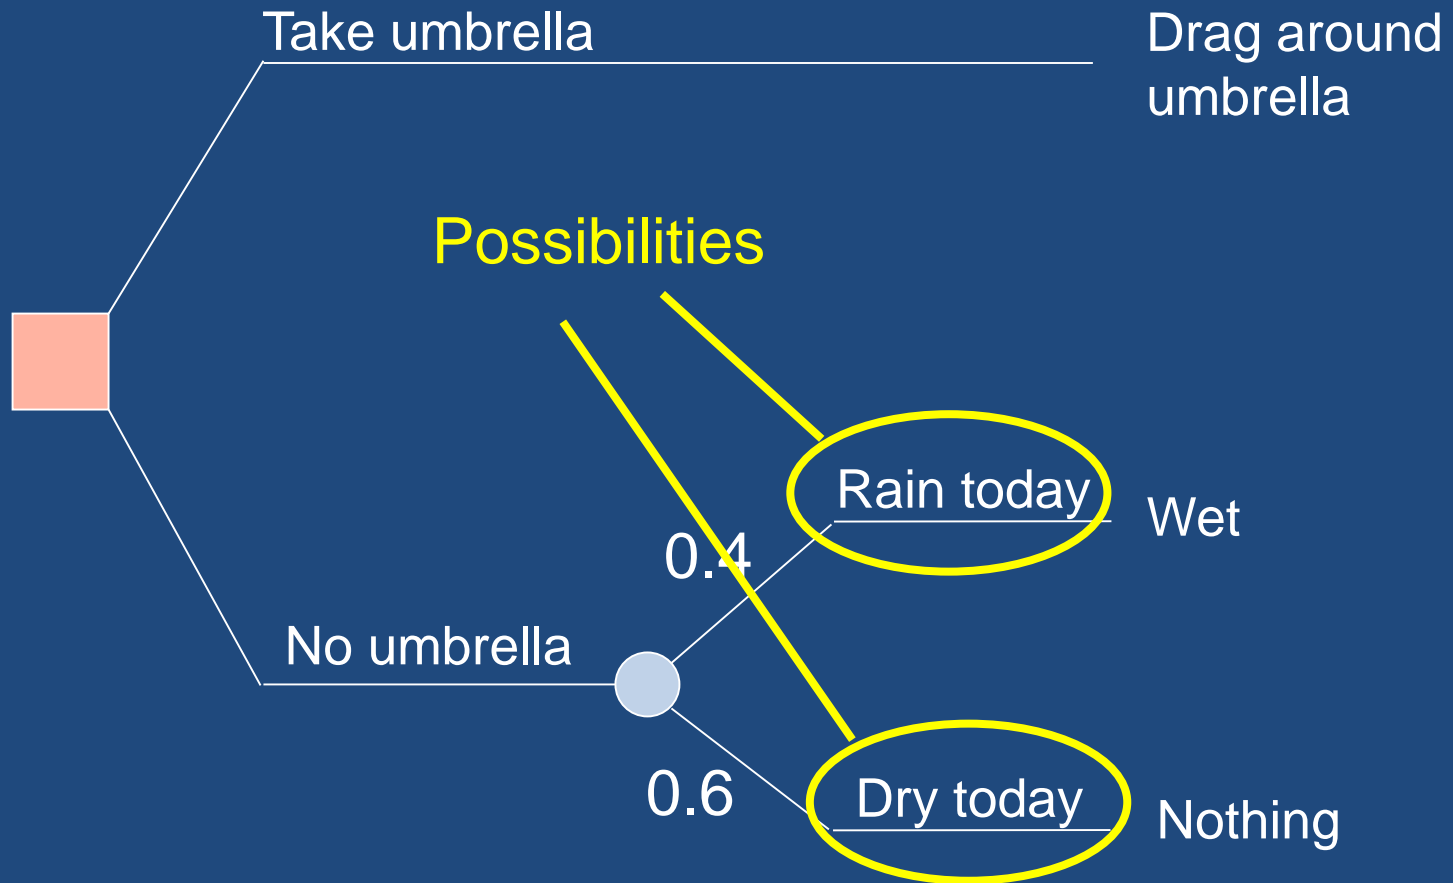 Take umbrella
Drag around
umbrella
Possibilities
Rain today
Wet
0.4
No umbrella
0.6
Dry today
Nothing